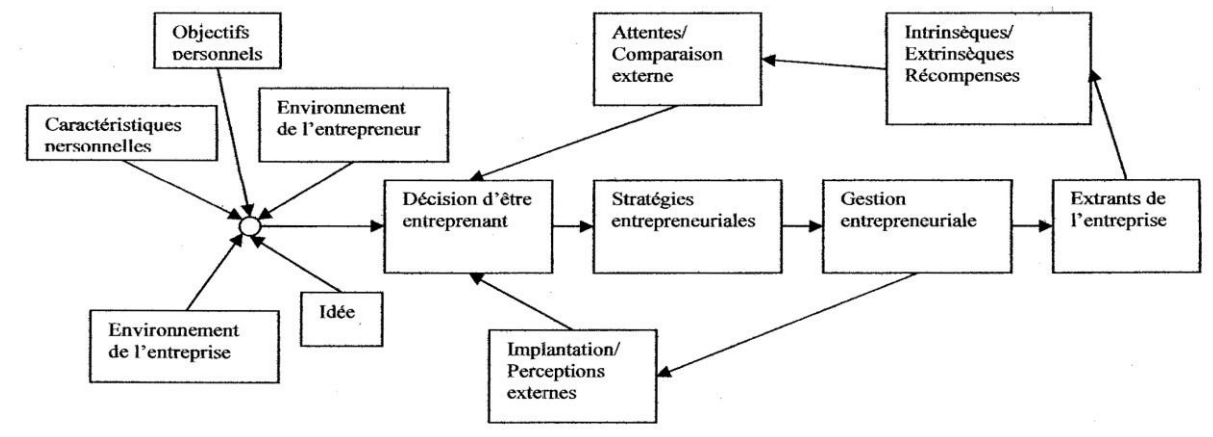 Objectifs
personnels
Attentes/
Comparaison
externe
Intrinsèques/
Extrinsèques
Récompenses
Caractéristiques
personnelles
Environnement
de l'entrepreneur
Décision d'être
entreprenant
Stratégies
entrepreneuriales
Gestion
entrepreneuriale
Extrants de
l'entreprise
Environnement
de l'entreprise
Idée
Implantation/
Perceptions
externes